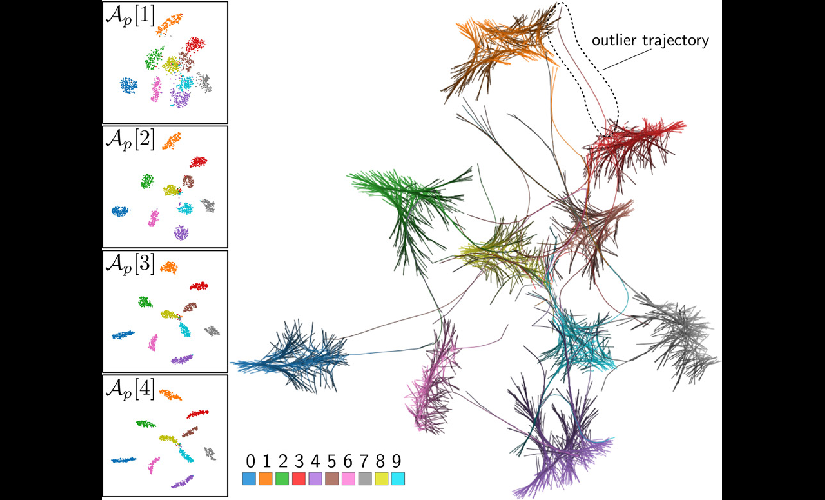 𝒜ₚ[1]
𝒜ₚ[2]
𝒜ₚ[3]
𝒜ₚ[4]
outlier trajectory
0 1 2 3 4 5 6 7 8 9